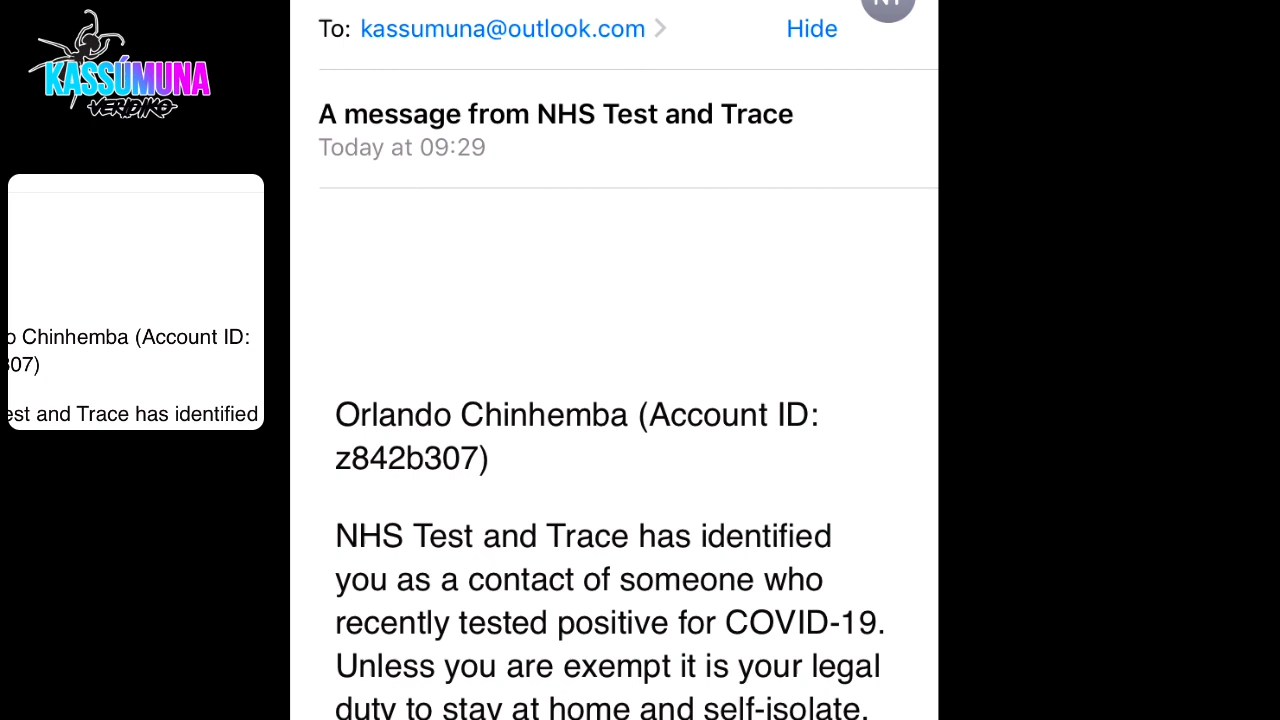 KASSÚMUNA
VERIDIKO
To: kassumuna@outlook.com
Hide
A message from NHS Test and Trace
Today at 09:29
o Chinhemba (Account ID:
307)
est and Trace has identified
Orlando Chinhemba (Account ID:
z842b307)
NHS Test and Trace has identified
you as a contact of someone who
recently tested positive for COVID-19.
Unless you are exempt it is your legal
duty to stay at home and self-isolate.